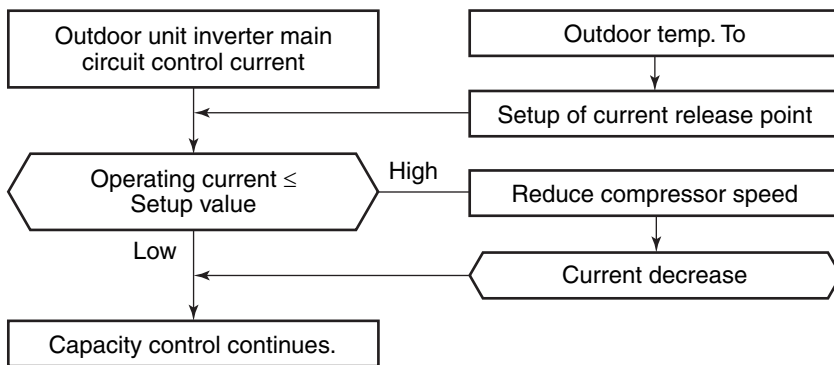 Outdoor unit inverter main
circuit control current
Outdoor temp. To
Setup of current release point
Operating current ≤
Setup value
High
Reduce compressor speed
Low
Current decrease
Capacity control continues.